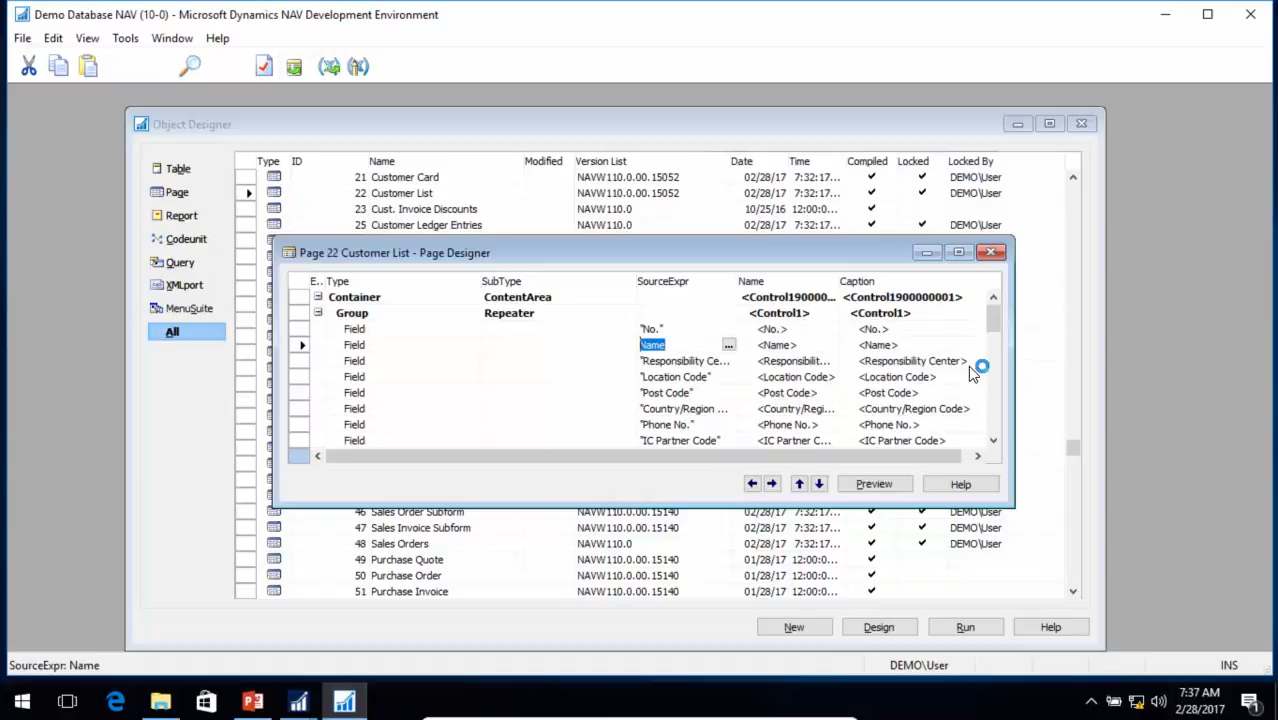 Demo Database NAV (10-0) - Microsoft Dynamics NAV Development Environment
File Edit View Tools Window Help
Object Designer
Type ID Name Modified Version List Date Time Compiled Locked Locked By
Table
Page
Report
Codeunit
Query
XMLport
MenuSuite
All
21 Customer Card NAVW110.0.00.15052 02/28/17 7:32:17... DEMO\User
22 Customer List NAVW110.0.00.15052 02/28/17 7:32:17... DEMO\User
23 Cust. Invoice Discounts NAVW110.0 10/25/16 12:00:0...
25 Customer Ledger Entries NAVW110.0 02/28/17 7:32:17... DEMO\User
Page 22 Customer List - Page Designer
E.. Type SubType SourceExpr Name Caption
Container ContentArea <Control190000... <Control1900000001>
Group Repeater <Control1> <Control1>
Field "No." <No.> <No.>
Field Name ... <Name> <Name>
Field "Responsibility Ce... <Responsibilit... <Responsibility Center>
Field "Location Code" <Location Code> <Location Code>
Field "Post Code" <Post Code> <Post Code>
Field "Country/Region ... <Country/Regi... <Country/Region Code>
Field "Phone No." <Phone No.> <Phone No.>
Field "IC Partner Code" <IC Partner C... <IC Partner Code>
Preview Help
46 Sales Order Subform NAVW110.0.00.15140 02/28/17 7:32:17... DEMO\User
47 Sales Invoice Subform NAVW110.0.00.15140 02/28/17 7:32:17... DEMO\User
48 Sales Orders NAVW110.0 02/28/17 7:32:17... DEMO\User
49 Purchase Quote NAVW110.0.00.15140 01/28/17 12:00:0...
50 Purchase Order NAVW110.0.00.15140 01/28/17 12:00:0...
51 Purchase Invoice NAVW110.0.00.15140 01/28/17 12:00:0...
New Design Run Help
SourceExpr: Name DEMO\User INS
7:37 AM
2/28/2017
1